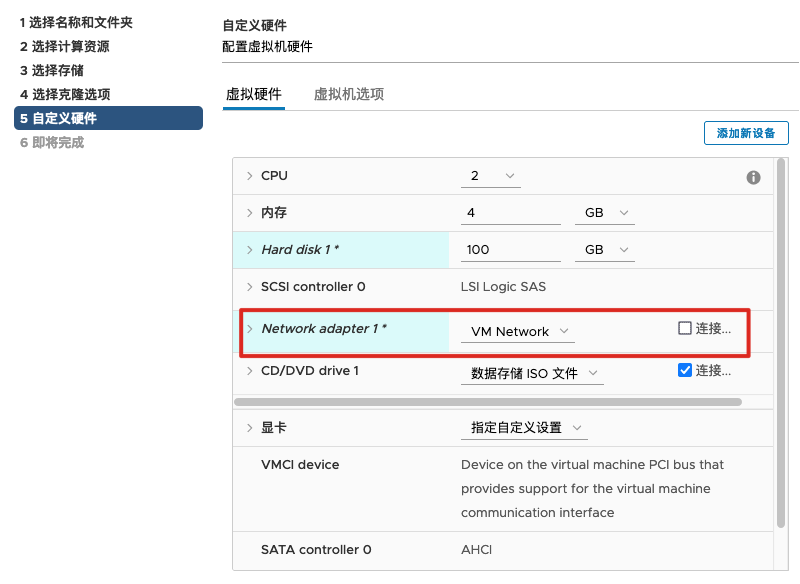 1 选择名称和文件夹
2 选择计算资源
3 选择存储
4 选择克隆选项
5 自定义硬件
6 即将完成
自定义硬件
配置虚拟机硬件
虚拟硬件 虚拟机选项
添加新设备
CPU 2
内存 4 GB
Hard disk 1 * 100 GB
SCSI controller 0 LSI Logic SAS
Network adapter 1 * VM Network 连接...
CD/DVD drive 1 数据存储 ISO 文件 连接...
显卡 指定自定义设置
VMCI device Device on the virtual machine PCI bus that
provides support for the virtual machine
communication interface
SATA controller 0 AHCI